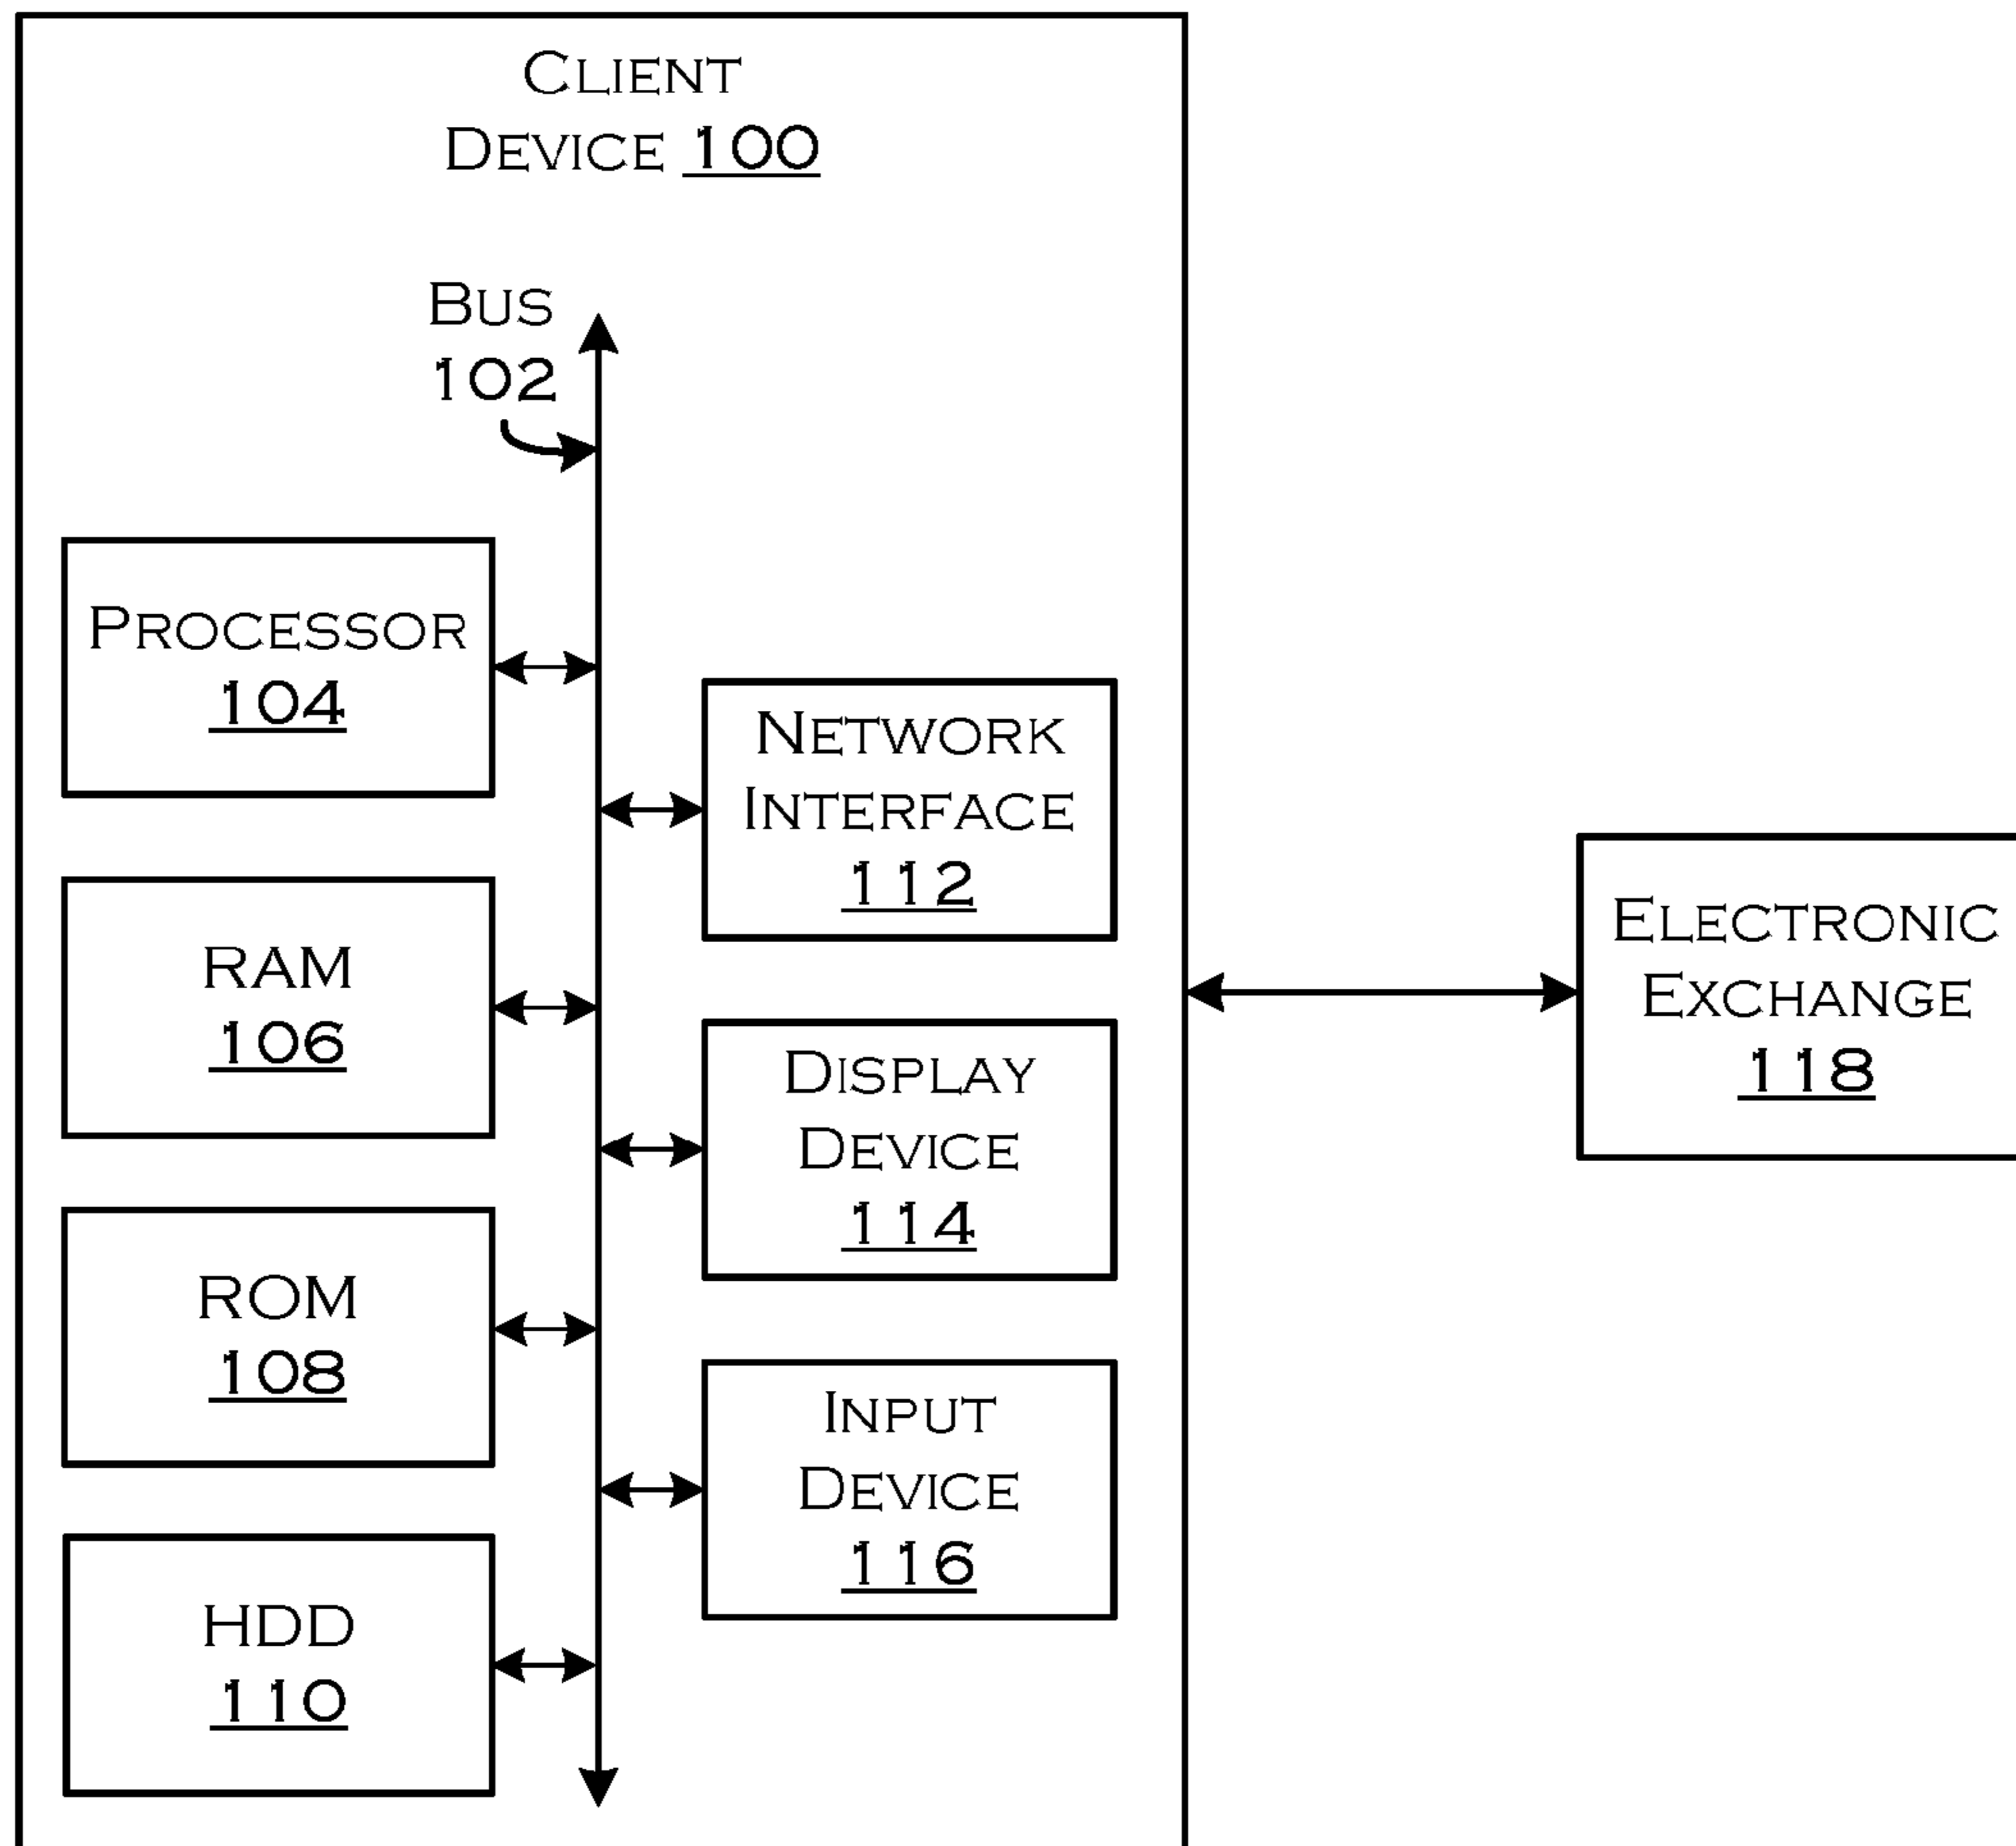 CLIENT
DEVICE 100
BUS
102
PROCESSOR
104
RAM
106
ROM
108
HDD
110
NETWORK
INTERFACE
112
DISPLAY
DEVICE
114
INPUT
DEVICE
116
ELECTRONIC
EXCHANGE
118